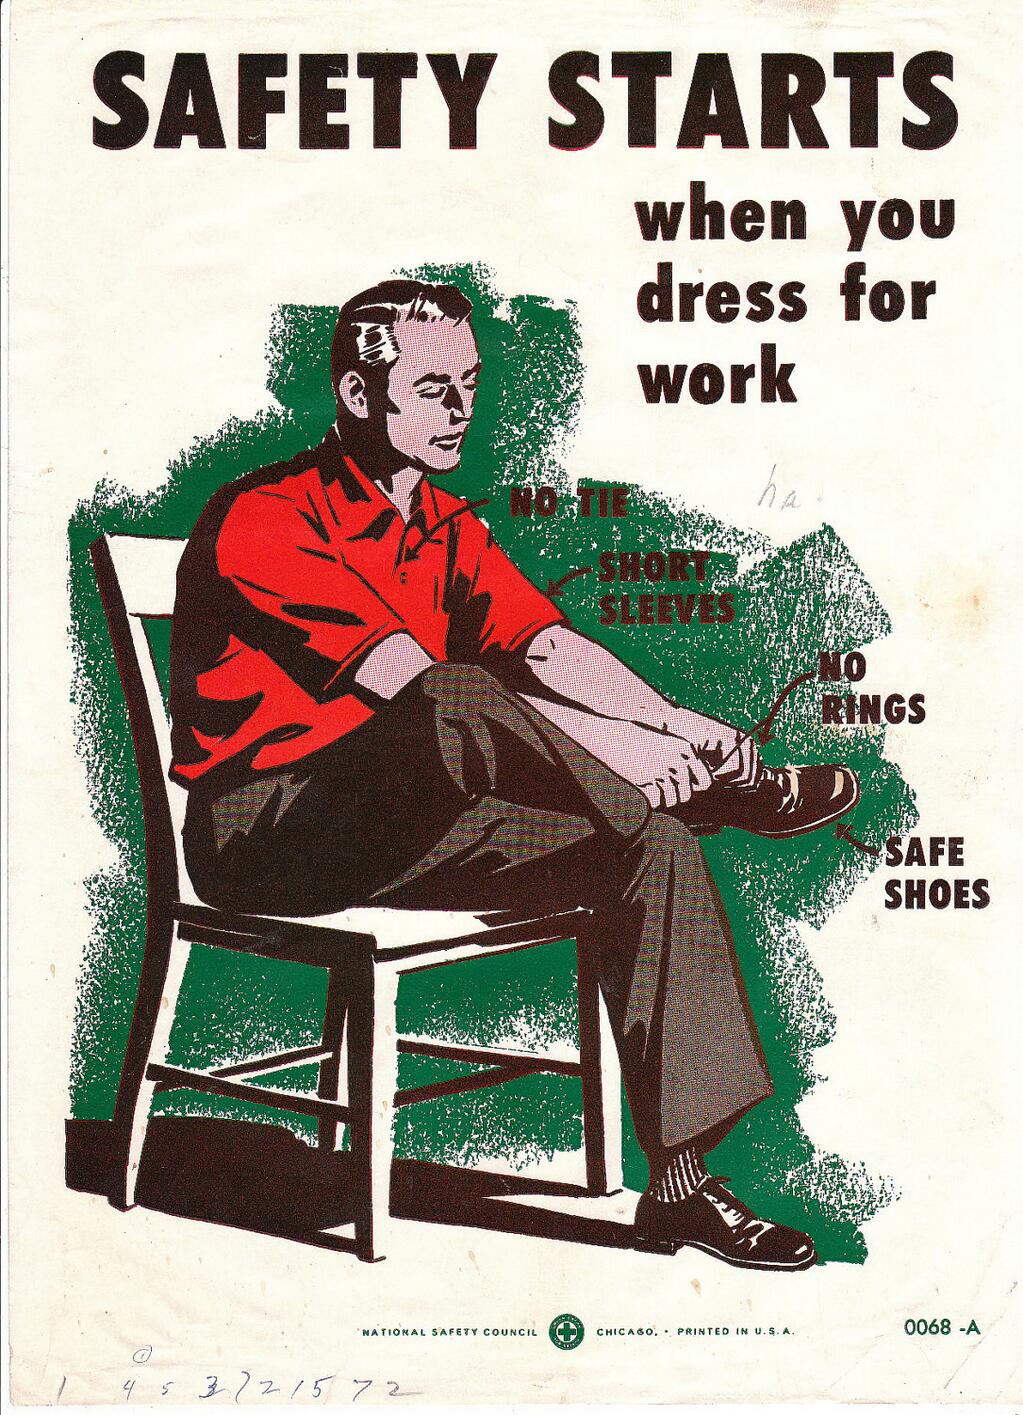 SAFETY STARTS
when you
dress for
work
NO TIE
SHORT
SLEEVES
NO
RINGS
SAFE
SHOES
NATIONAL SAFETY COUNCIL CHICAGO. • PRINTED IN U.S.A.
0068 -A